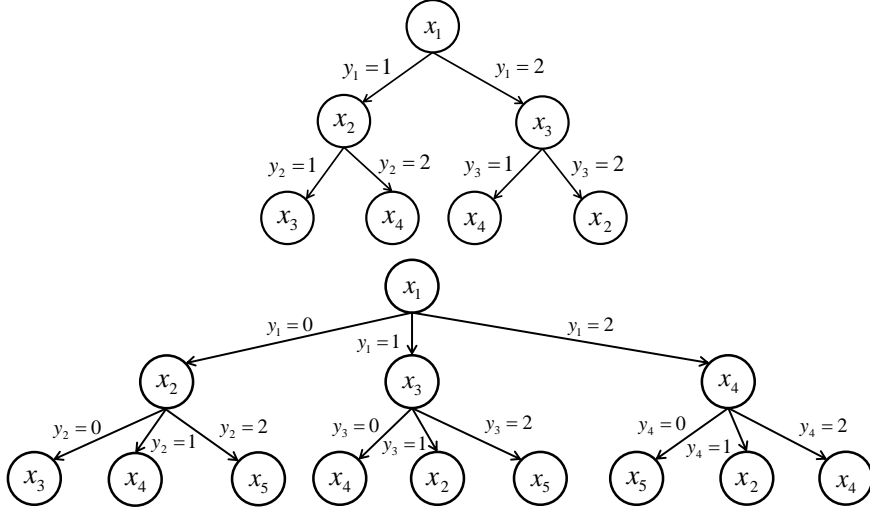 x₁
y₁ = 1 y₁ = 2
x₂ x₃
y₂ = 1 y₂ = 2 y₃ = 1 y₃ = 2
x₃ x₄ x₄ x₂
x₁
y₁ = 0 y₁ = 1 y₁ = 2
x₂ x₃ x₄
y₂ = 0 y₂ = 1 y₂ = 2 y₃ = 0 y₃ = 1 y₃ = 2 y₄ = 0 y₄ = 1 y₄ = 2
x₃ x₄ x₅ x₄ x₂ x₅ x₅ x₂ x₄